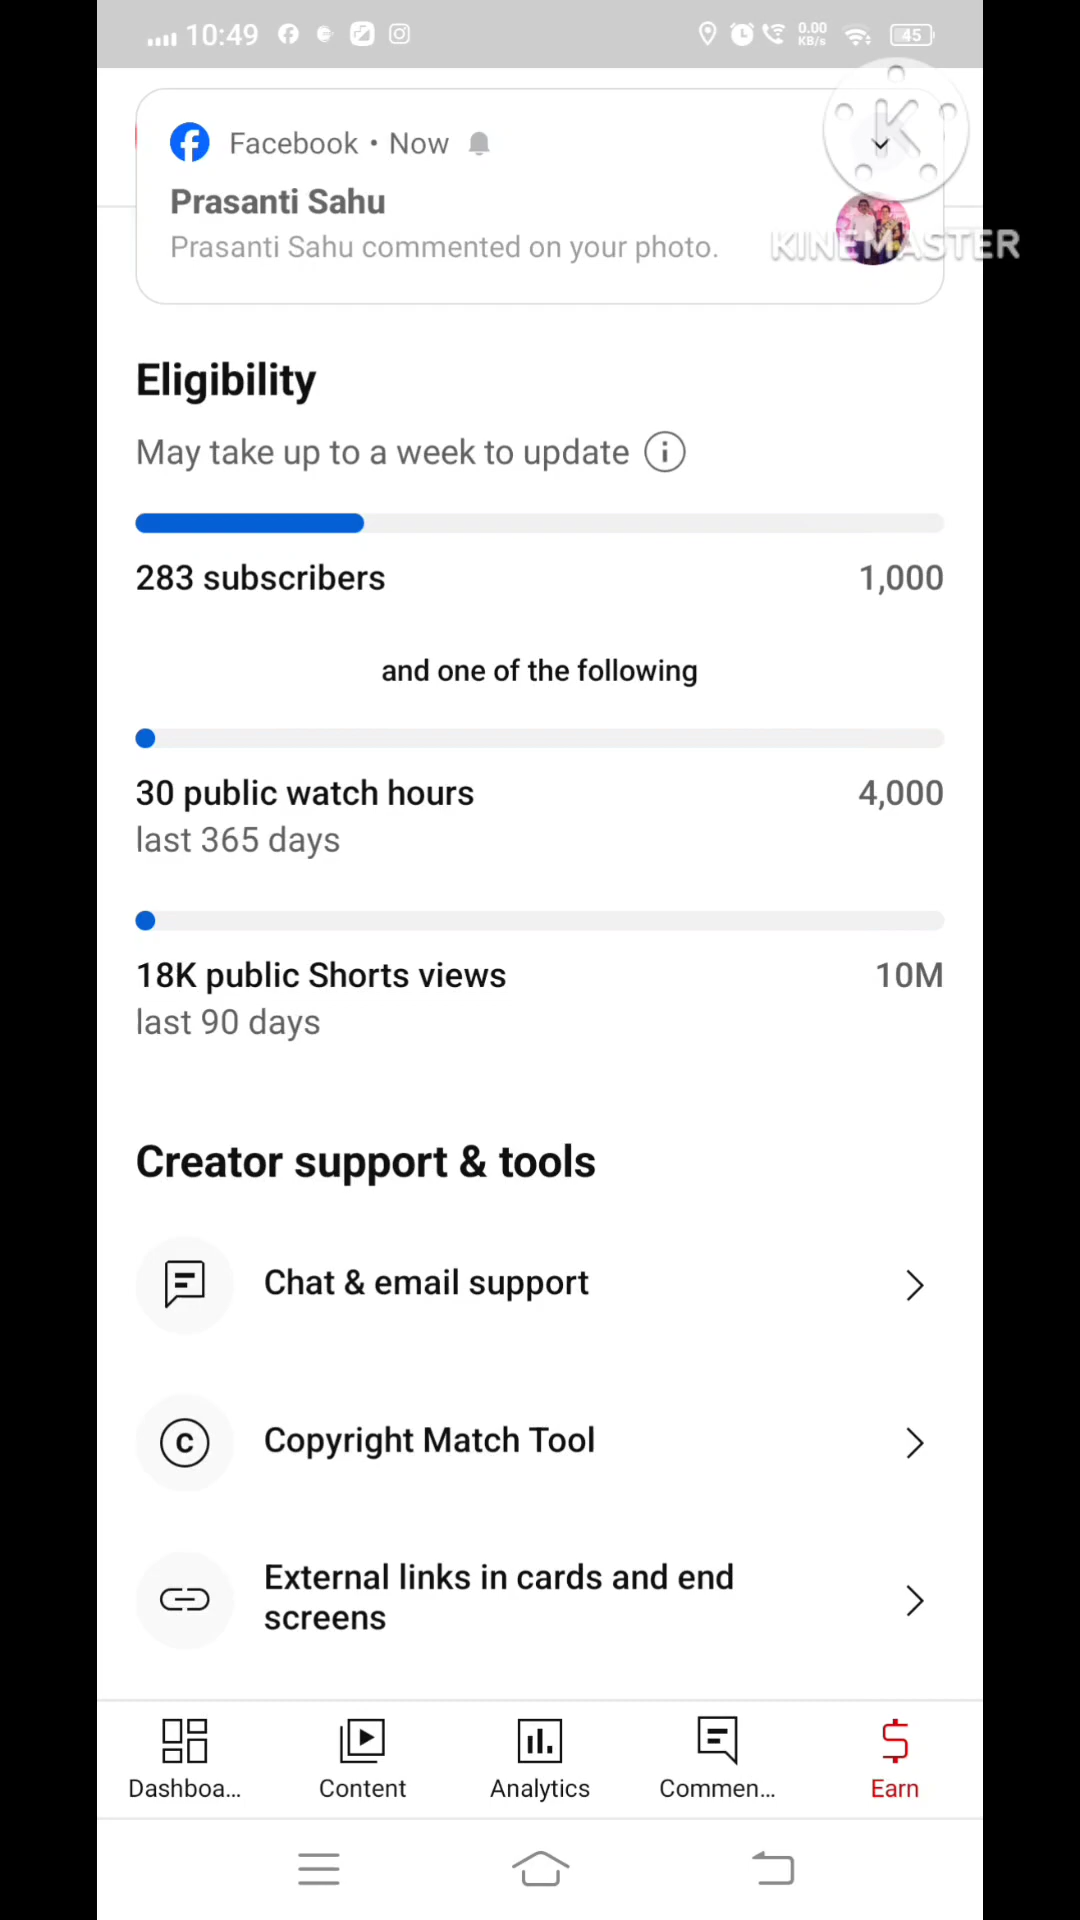 10:49
0.00
KB/s
45
K
Facebook • Now
Prasanti Sahu
Prasanti Sahu commented on your photo.
KINEMASTER
Eligibility
May take up to a week to update
283 subscribers 1,000
and one of the following
30 public watch hours 4,000
last 365 days
18K public Shorts views 10M
last 90 days
Creator support & tools
Chat & email support
Copyright Match Tool
External links in cards and end
screens
Dashboa... Content Analytics Commen... Earn